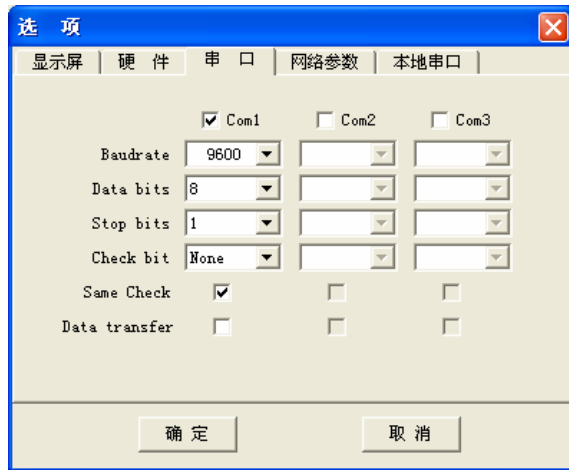 选 项
显示屏 硬 件 串 口 网络参数 本地串口
Com1 Com2 Com3
Baudrate 9600
Data bits 8
Stop bits 1
Check bit None
Same Check
Data transfer
确 定 取 消